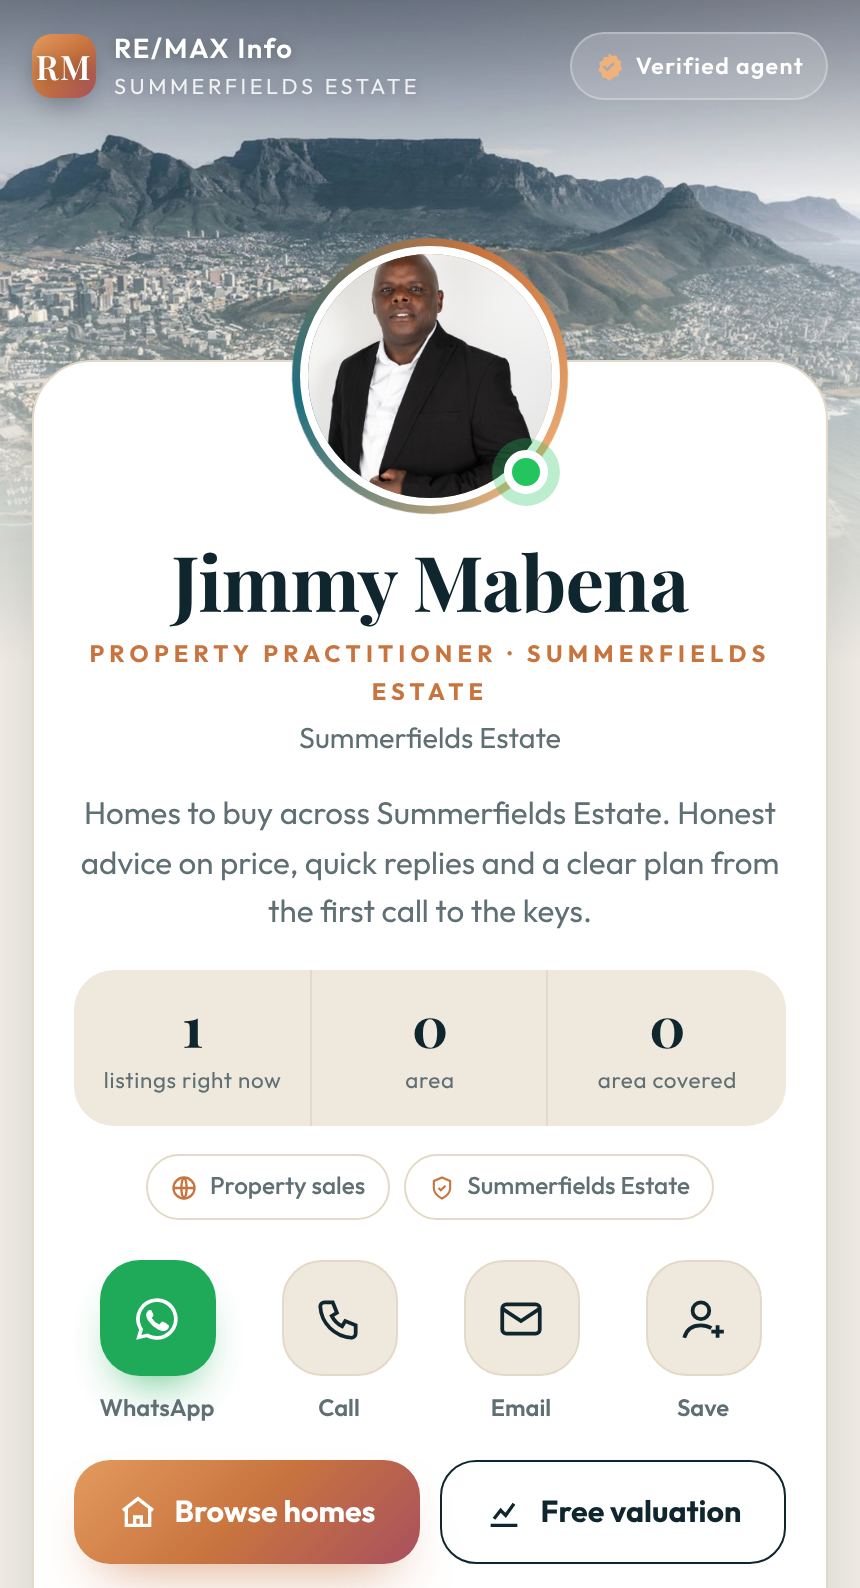 RM
RE/MAX Info
SUMMERFIELDS ESTATE
Verified agent
Jimmy Mabena
PROPERTY PRACTITIONER · SUMMERFIELDS
ESTATE
Summerfields Estate
Homes to buy across Summerfields Estate. Honest
advice on price, quick replies and a clear plan from
the first call to the keys.
1
listings right now
0
area
0
area covered
Property sales
Summerfields Estate
WhatsApp
Call
Email
Save
Browse homes
Free valuation